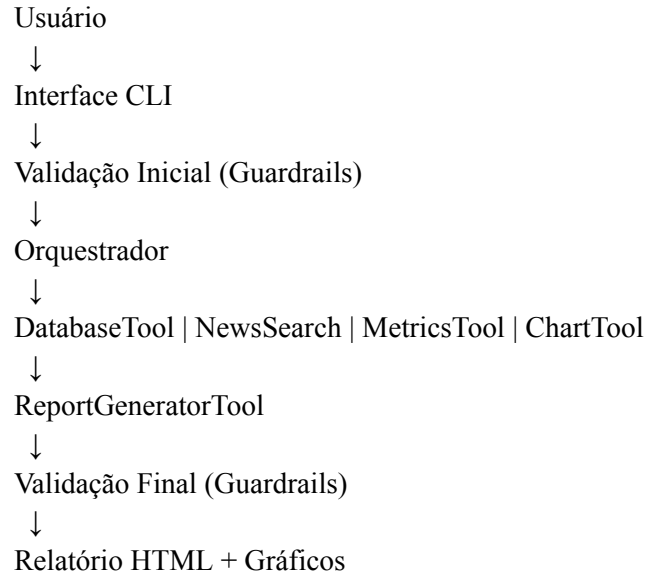 Usuário
↓
Interface CLI
↓
Validação Inicial (Guardrails)
↓
Orquestrador
↓
DatabaseTool | NewsSearch | MetricsTool | ChartTool
↓
ReportGeneratorTool
↓
Validação Final (Guardrails)
↓
Relatório HTML + Gráficos